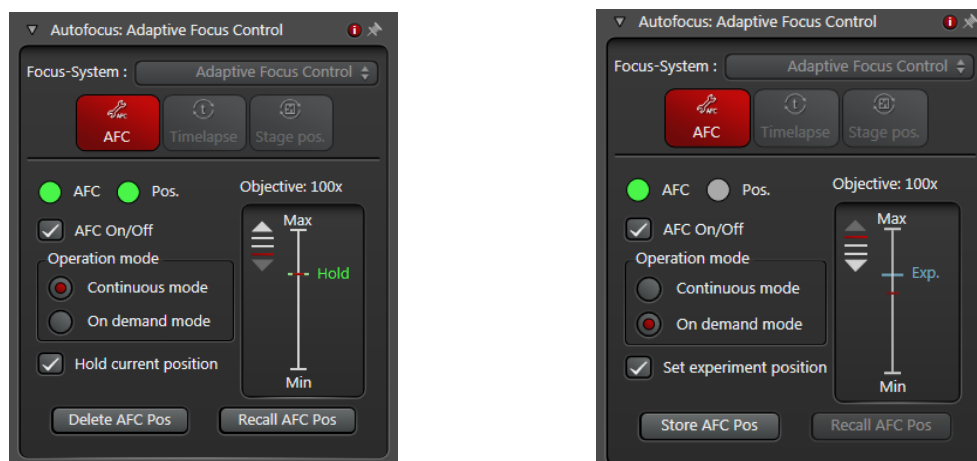 Autofocus: Adaptive Focus Control
Focus-System : Adaptive Focus Control
AFC
AFC Timelapse Stage pos.
AFC Pos. Objective: 100x
AFC On/Off
Max
Operation mode
Continuous mode
Hold
On demand mode
Hold current position
Min
Delete AFC Pos Recall AFC Pos
Autofocus: Adaptive Focus Control
Focus-System : Adaptive Focus Control
AFC
AFC Timelapse Stage pos.
AFC Pos. Objective: 100x
AFC On/Off
Max
Operation mode
Continuous mode
Exp.
On demand mode
Set experiment position
Min
Store AFC Pos Recall AFC Pos